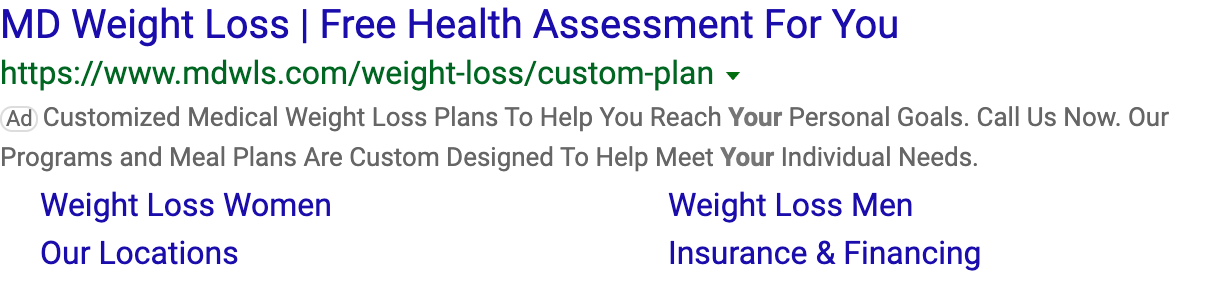 MD Weight Loss | Free Health Assessment For You
https://www.mdwls.com/weight-loss/custom-plan
Ad Customized Medical Weight Loss Plans To Help You Reach Your Personal Goals. Call Us Now. Our
Programs and Meal Plans Are Custom Designed To Help Meet Your Individual Needs.
Weight Loss Women Weight Loss Men
Our Locations Insurance & Financing